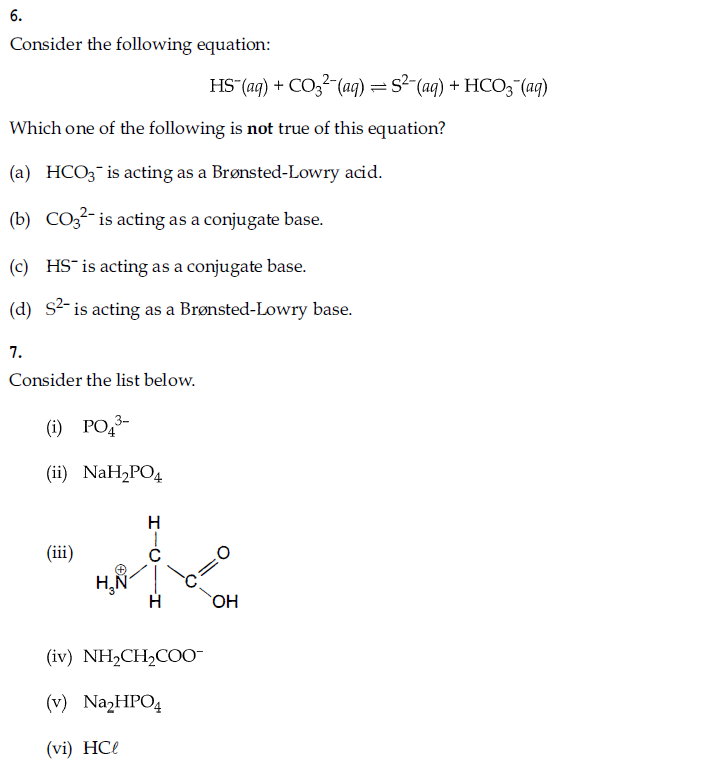 6.
Consider the following equation:
HS⁻(aq) + CO₃²⁻(aq) ⇌ S²⁻(aq) + HCO₃⁻(aq)
Which one of the following is not true of this equation?
(a) HCO₃⁻ is acting as a Brønsted-Lowry acid.
(b) CO₃²⁻ is acting as a conjugate base.
(c) HS⁻ is acting as a conjugate base.
(d) S²⁻ is acting as a Brønsted-Lowry base.
7.
Consider the list below.
(i) PO₄³⁻
(ii) NaH₂PO₄
H
(iii) C O
⊕
H₃N C
H OH
(iv) NH₂CH₂COO⁻
(v) Na₂HPO₄
(vi) HCℓ